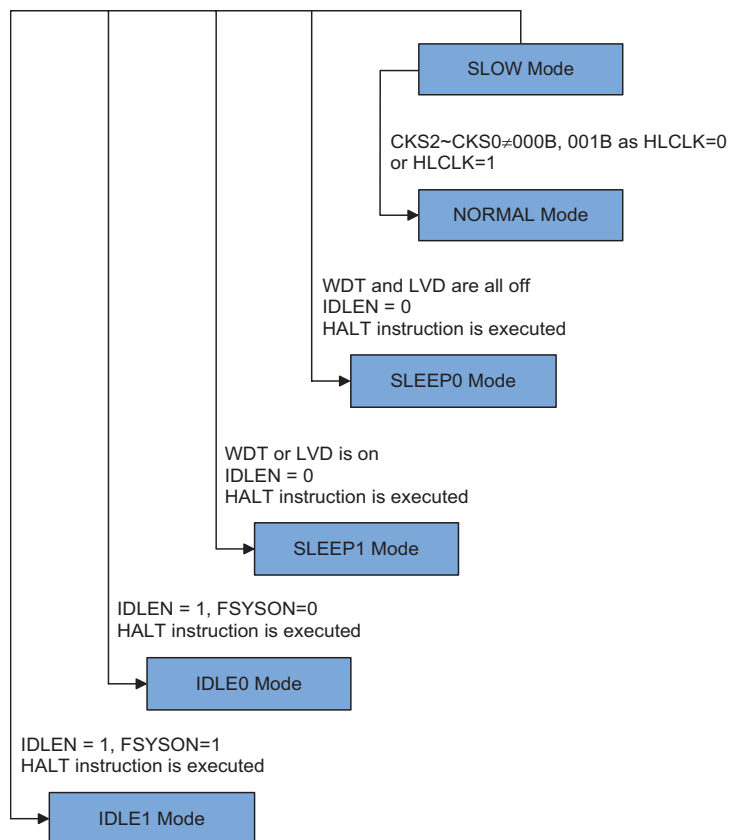 SLOW Mode
CKS2~CKS0≠000B, 001B as HLCLK=0
or HLCLK=1
NORMAL Mode
WDT and LVD are all off
IDLEN = 0
HALT instruction is executed
SLEEP0 Mode
WDT or LVD is on
IDLEN = 0
HALT instruction is executed
SLEEP1 Mode
IDLEN = 1, FSYSON=0
HALT instruction is executed
IDLE0 Mode
IDLEN = 1, FSYSON=1
HALT instruction is executed
IDLE1 Mode